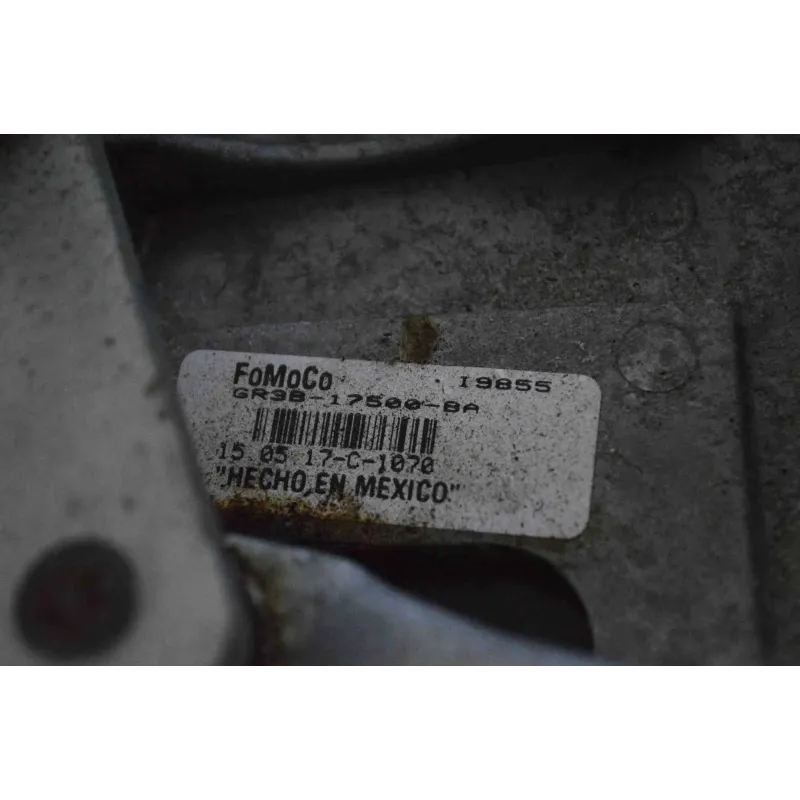 FoMoCo I9855
GR3B-17500-BA
15 05 17-C-1070
"HECHO EN MEXICO"